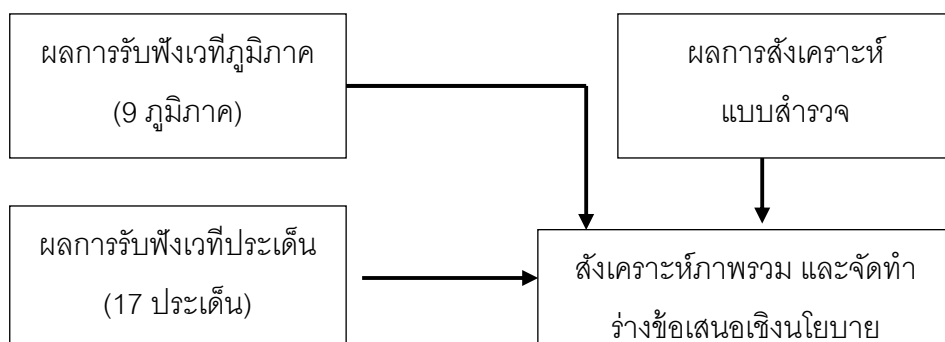 ผลการรับฟังเวทีภูมิภาค
(9 ภูมิภาค)
ผลการสังเคราะห์
แบบสำรวจ
ผลการรับฟังเวทีประเด็น
(17 ประเด็น)
สังเคราะห์ภาพรวม และจัดทำ
ร่างข้อเสนอเชิงนโยบาย